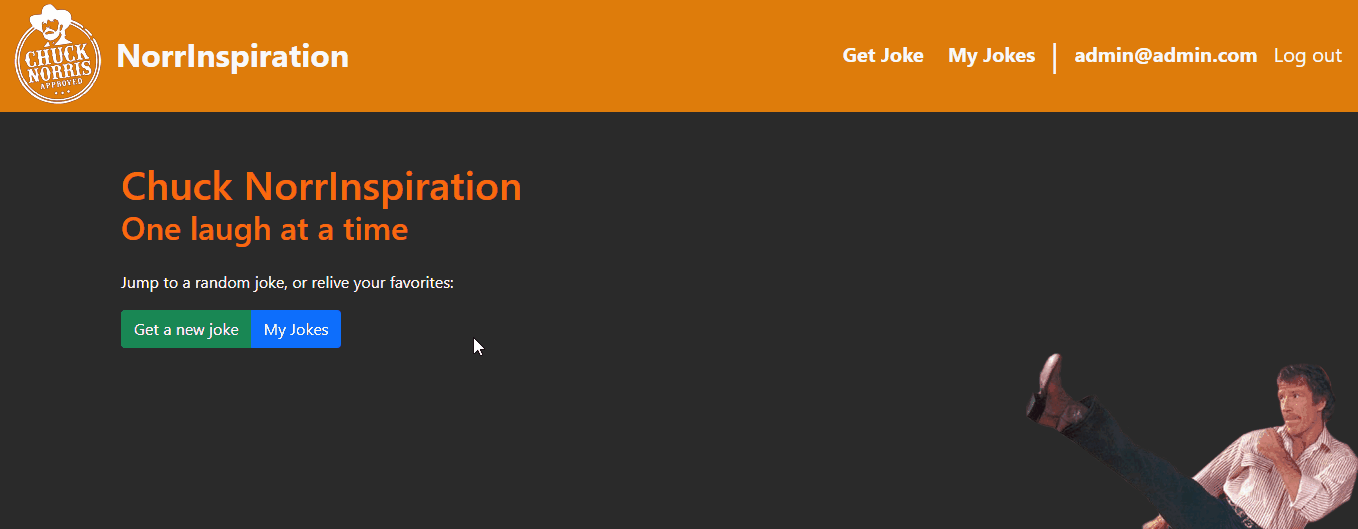 CHUCK
NORRIS
APPROVED
NorrInspiration
Get Joke My Jokes | admin@admin.com Log out
Chuck NorrInspiration
One laugh at a time
Jump to a random joke, or relive your favorites:
Get a new joke My Jokes